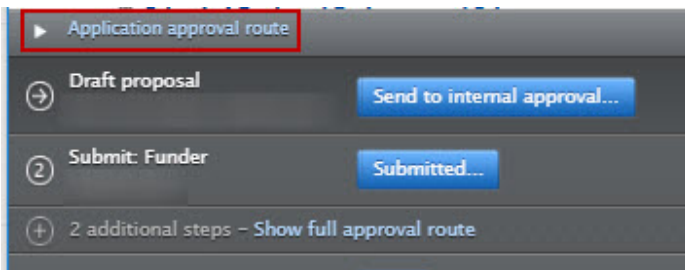 Application approval route
Draft proposal
Send to internal approval...
2
Submit: Funder
Submitted...
2 additional steps – Show full approval route